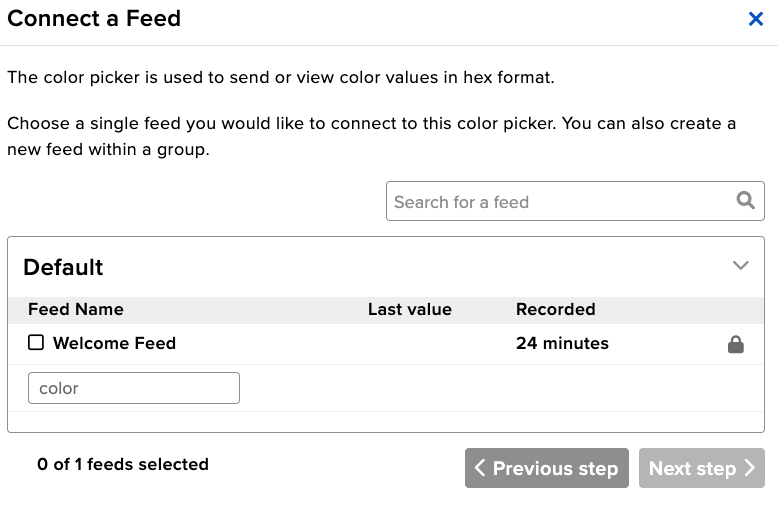 Connect a Feed
The color picker is used to send or view color values in hex format.
Choose a single feed you would like to connect to this color picker. You can also create a
new feed within a group.
Search for a feed
Default
Feed Name Last value Recorded
Welcome Feed 24 minutes
color
0 of 1 feeds selected
Previous step Next step